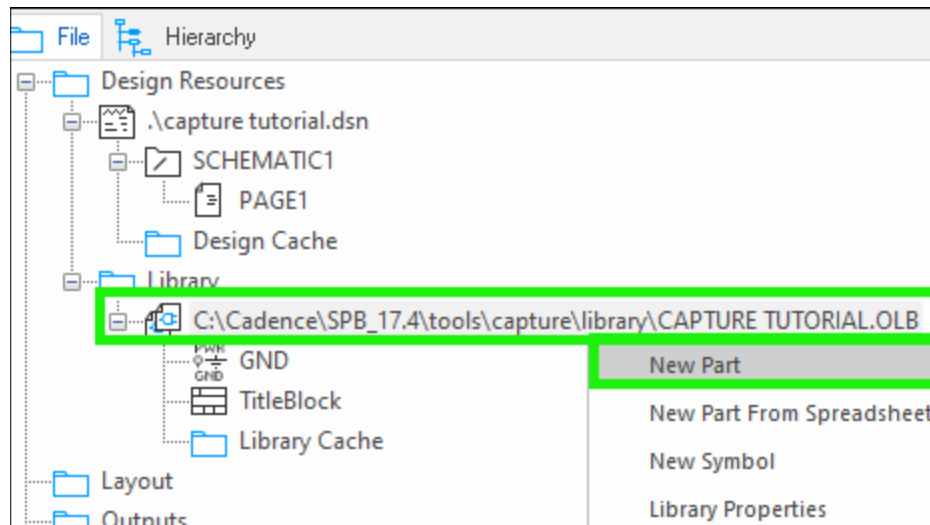 File Hierarchy
Design Resources
.\capture tutorial.dsn
SCHEMATIC1
PAGE1
Design Cache
Library
C:\Cadence\SPB_17.4\tools\capture\library\CAPTURE TUTORIAL.OLB
PWR
GND
GND
New Part
TitleBlock
New Part From Spreadsheet
Library Cache
New Symbol
Layout
Library Properties
Outputs